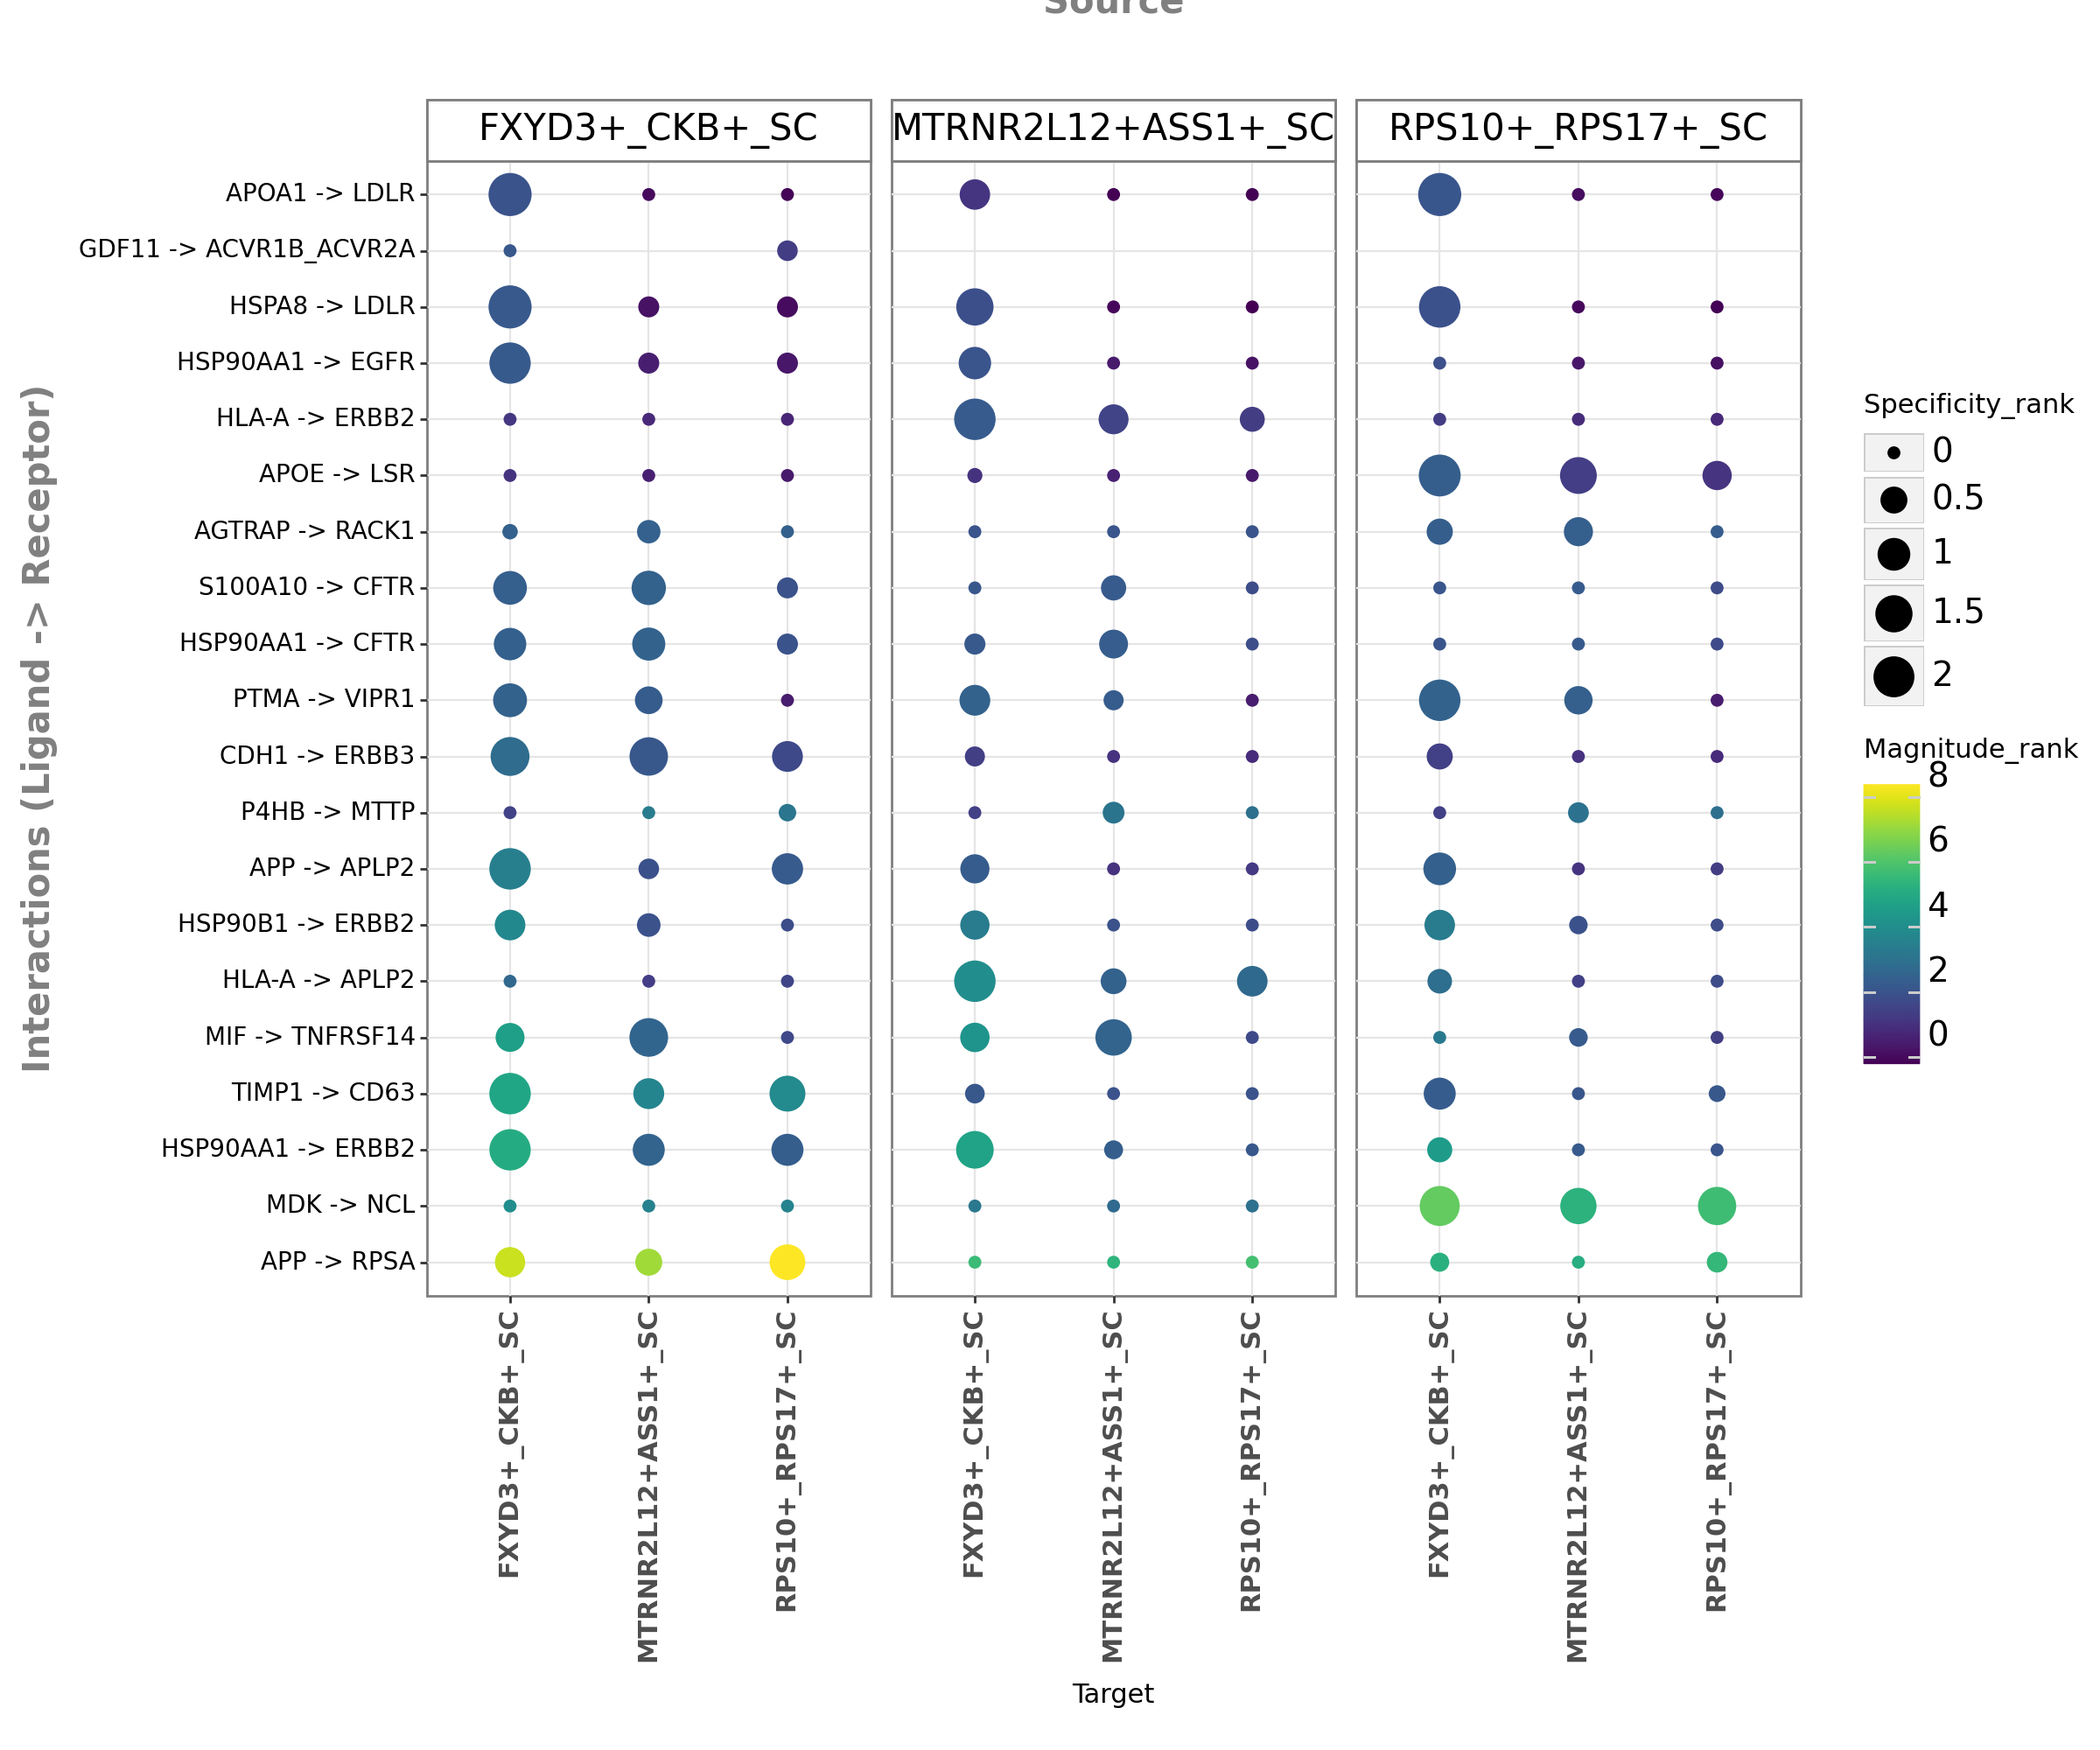 Source
FXYD3+_CKB+_SC
MTRNR2L12+ASS1+_SC
RPS10+_RPS17+_SC
Interactions (Ligand -> Receptor)
APOA1 -> LDLR
GDF11 -> ACVR1B_ACVR2A
HSPA8 -> LDLR
HSP90AA1 -> EGFR
HLA-A -> ERBB2
APOE -> LSR
AGTRAP -> RACK1
S100A10 -> CFTR
HSP90AA1 -> CFTR
PTMA -> VIPR1
CDH1 -> ERBB3
P4HB -> MTTP
APP -> APLP2
HSP90B1 -> ERBB2
HLA-A -> APLP2
MIF -> TNFRSF14
TIMP1 -> CD63
HSP90AA1 -> ERBB2
MDK -> NCL
APP -> RPSA
FXYD3+_CKB+_SC
MTRNR2L12+ASS1+_SC
RPS10+_RPS17+_SC
FXYD3+_CKB+_SC
MTRNR2L12+ASS1+_SC
RPS10+_RPS17+_SC
FXYD3+_CKB+_SC
MTRNR2L12+ASS1+_SC
RPS10+_RPS17+_SC
Target
Specificity_rank
0
0.5
1
1.5
2
Magnitude_rank
8
6
4
2
0